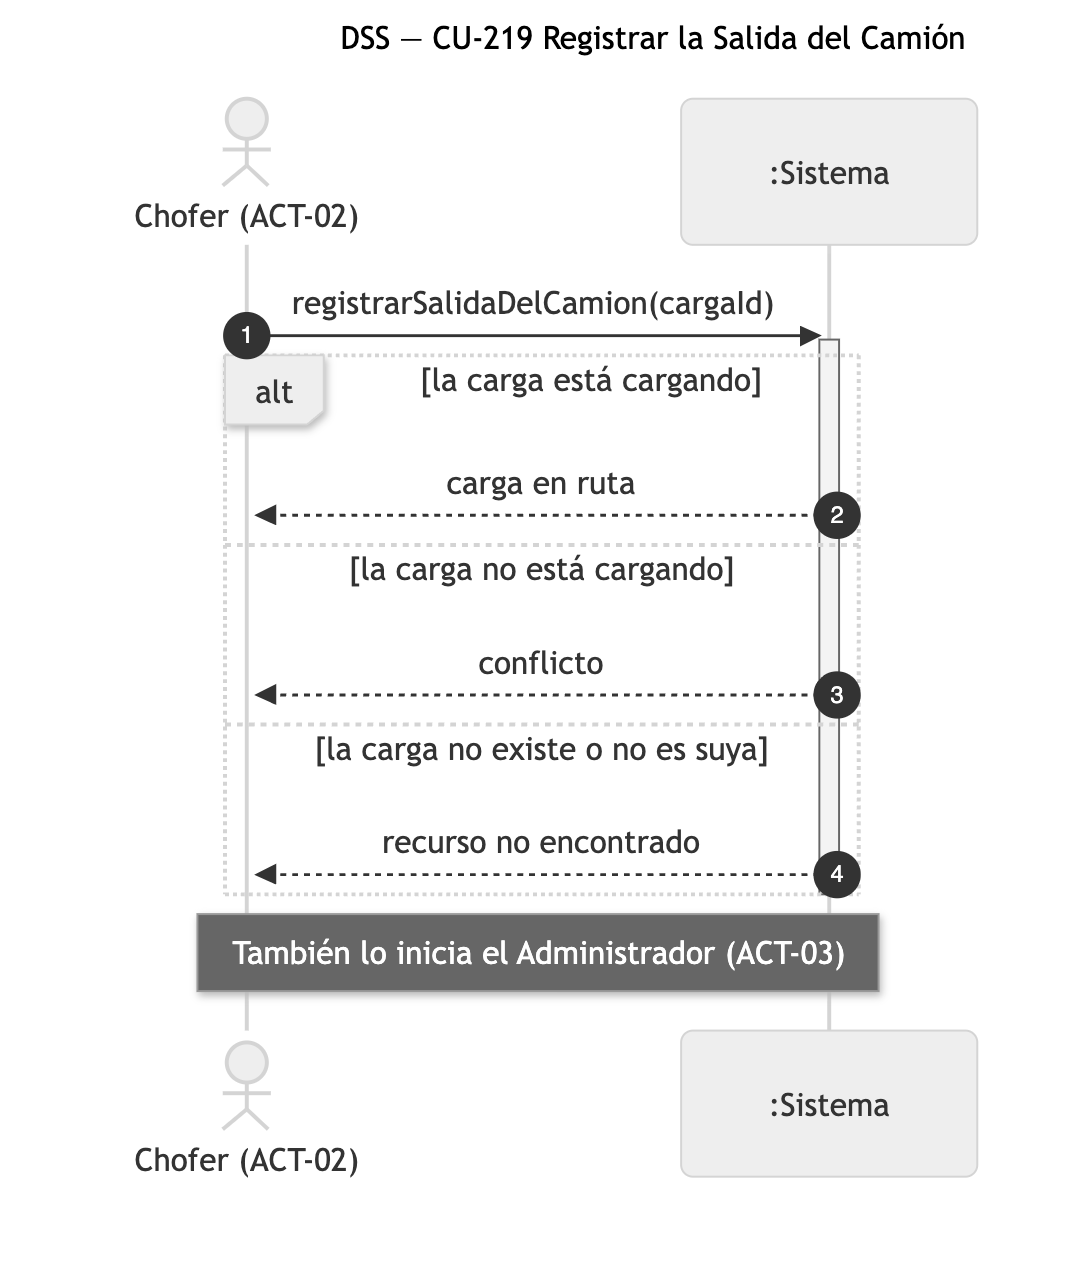 DSS — CU-219 Registrar la Salida del Camión
:Sistema
Chofer (ACT-02)
registrarSalidaDelCamion(cargaId)
1
alt
[la carga está cargando]
carga en ruta
2
[la carga no está cargando]
conflicto
3
[la carga no existe o no es suya]
recurso no encontrado
4
También lo inicia el Administrador (ACT-03)
:Sistema
Chofer (ACT-02)